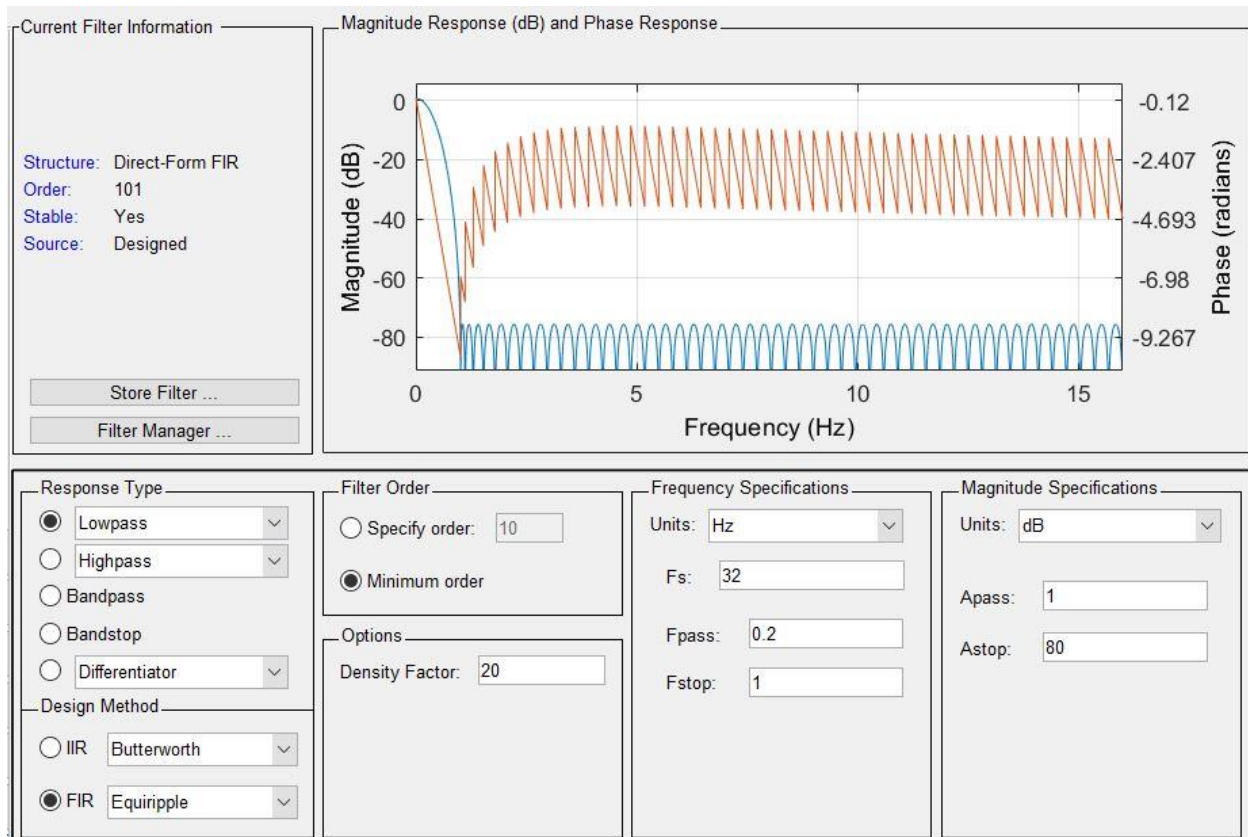 Current Filter Information
Structure: Direct-Form FIR
Order: 101
Stable: Yes
Source: Designed
Store Filter ...
Filter Manager ...
Magnitude Response (dB) and Phase Response
Magnitude (dB)
0
-20
-40
-60
-80
0 5 10 15
Frequency (Hz)
-0.12
-2.407
-4.693
-6.98
-9.267
Phase (radians)
Response Type
Lowpass
Highpass
Bandpass
Bandstop
Differentiator
Design Method
IIR Butterworth
FIR Equiripple
Filter Order
Specify order: 10
Minimum order
Options
Density Factor: 20
Frequency Specifications
Units: Hz
Fs: 32
Fpass: 0.2
Fstop: 1
Magnitude Specifications
Units: dB
Apass: 1
Astop: 80